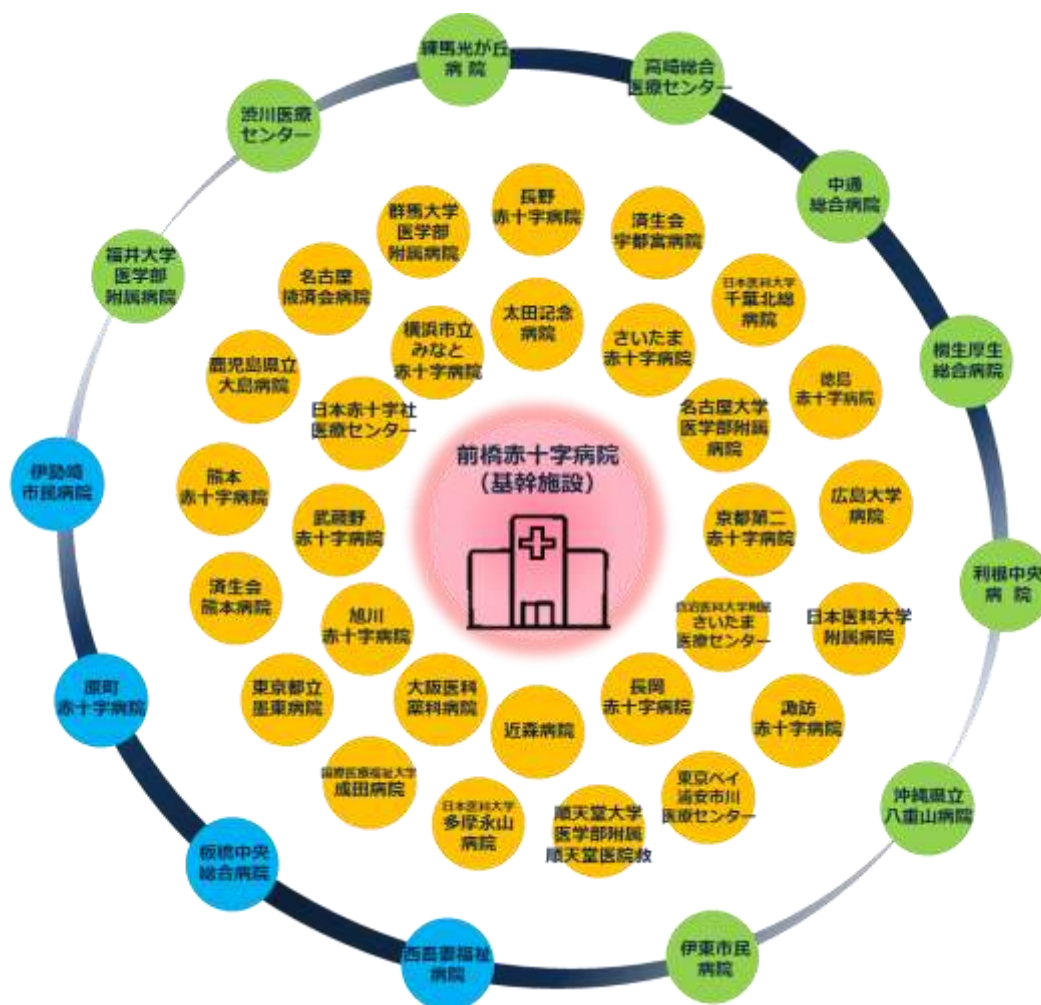 練馬光が丘
病 院
高崎総合
医療センター
渋川医療
センター
中通
総合病院
福井大学
医学部
附属病院
桐生厚生
総合病院
伊勢崎
市民病院
利根中央
病 院
原町
赤十字病院
沖縄県立
八重山病院
板橋中央
総合病院
西吾妻福祉
病院
伊東市民
病院
長野
赤十字病院
群馬大学
医学部
附属病院
済生会
宇都宮病院
名古屋
掖済会病院
日本医科大学
千葉北総
病院
鹿児島県立
大島病院
徳島
赤十字病院
熊本
赤十字病院
広島大学
病院
済生会
熊本病院
日本医科大学
附属病院
東京都立
墨東病院
諏訪
赤十字病院
国際医療福祉大学
成田病院
東京ベイ
浦安市川
医療センター
日本医科大学
多摩永山
病院
順天堂大学
医学部附属
順天堂医院救
太田記念
病院
横浜市立
みなと
赤十字病院
さいたま
赤十字病院
日本赤十字社
医療センター
名古屋大学
医学部附属
病院
武蔵野
赤十字病院
京都第二
赤十字病院
旭川
赤十字病院
自治医科大学附属
さいたま
医療センター
大阪医科
薬科病院
長岡
赤十字病院
近森病院
前橋赤十字病院
（基幹施設）